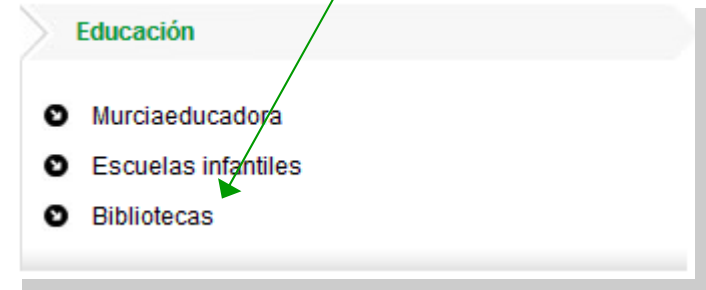 Educación
Murciaeducadora
Escuelas infantiles
Bibliotecas